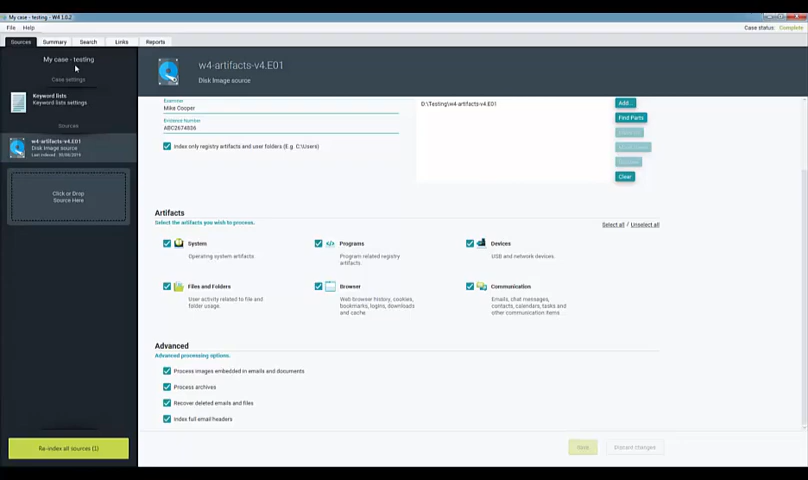 My case - testing - W4 1.0.2
File Help
Case status: Complete
Sources Summary Search Links Reports
My case - testing
Case settings
Keyword lists
Keyword lists settings
Sources
w4-artifacts-v4.E01
Disk Image source
Last Indexed
Click or Drop
Source Here
Re-index all sources (1)
w4-artifacts-v4.E01
Disk Image source
Examiner
Mike Cooper
Evidence Number
ABC2674836
Index only registry artifacts and user folders (E.g. C:\Users)
D:\Testing\w4-artifacts-v4.E01
Add...
Find Parts
Clear
Artifacts
Select the artifacts you wish to process.
Select all / Unselect all
System
Operating system artifacts.
Programs
Program related registry
artifacts.
Devices
USB and network devices.
Files and Folders
User activity related to file and
folder usage.
Browser
Web browser history, cookies,
bookmarks, logins, downloads
and cache.
Communication
Emails, chat messages,
contacts, calendars, tasks and
other communication items.
Advanced
Advanced processing options.
Process images embedded in emails and documents
Process archives
Recover deleted emails and files
Index full email headers
Save
Discard changes